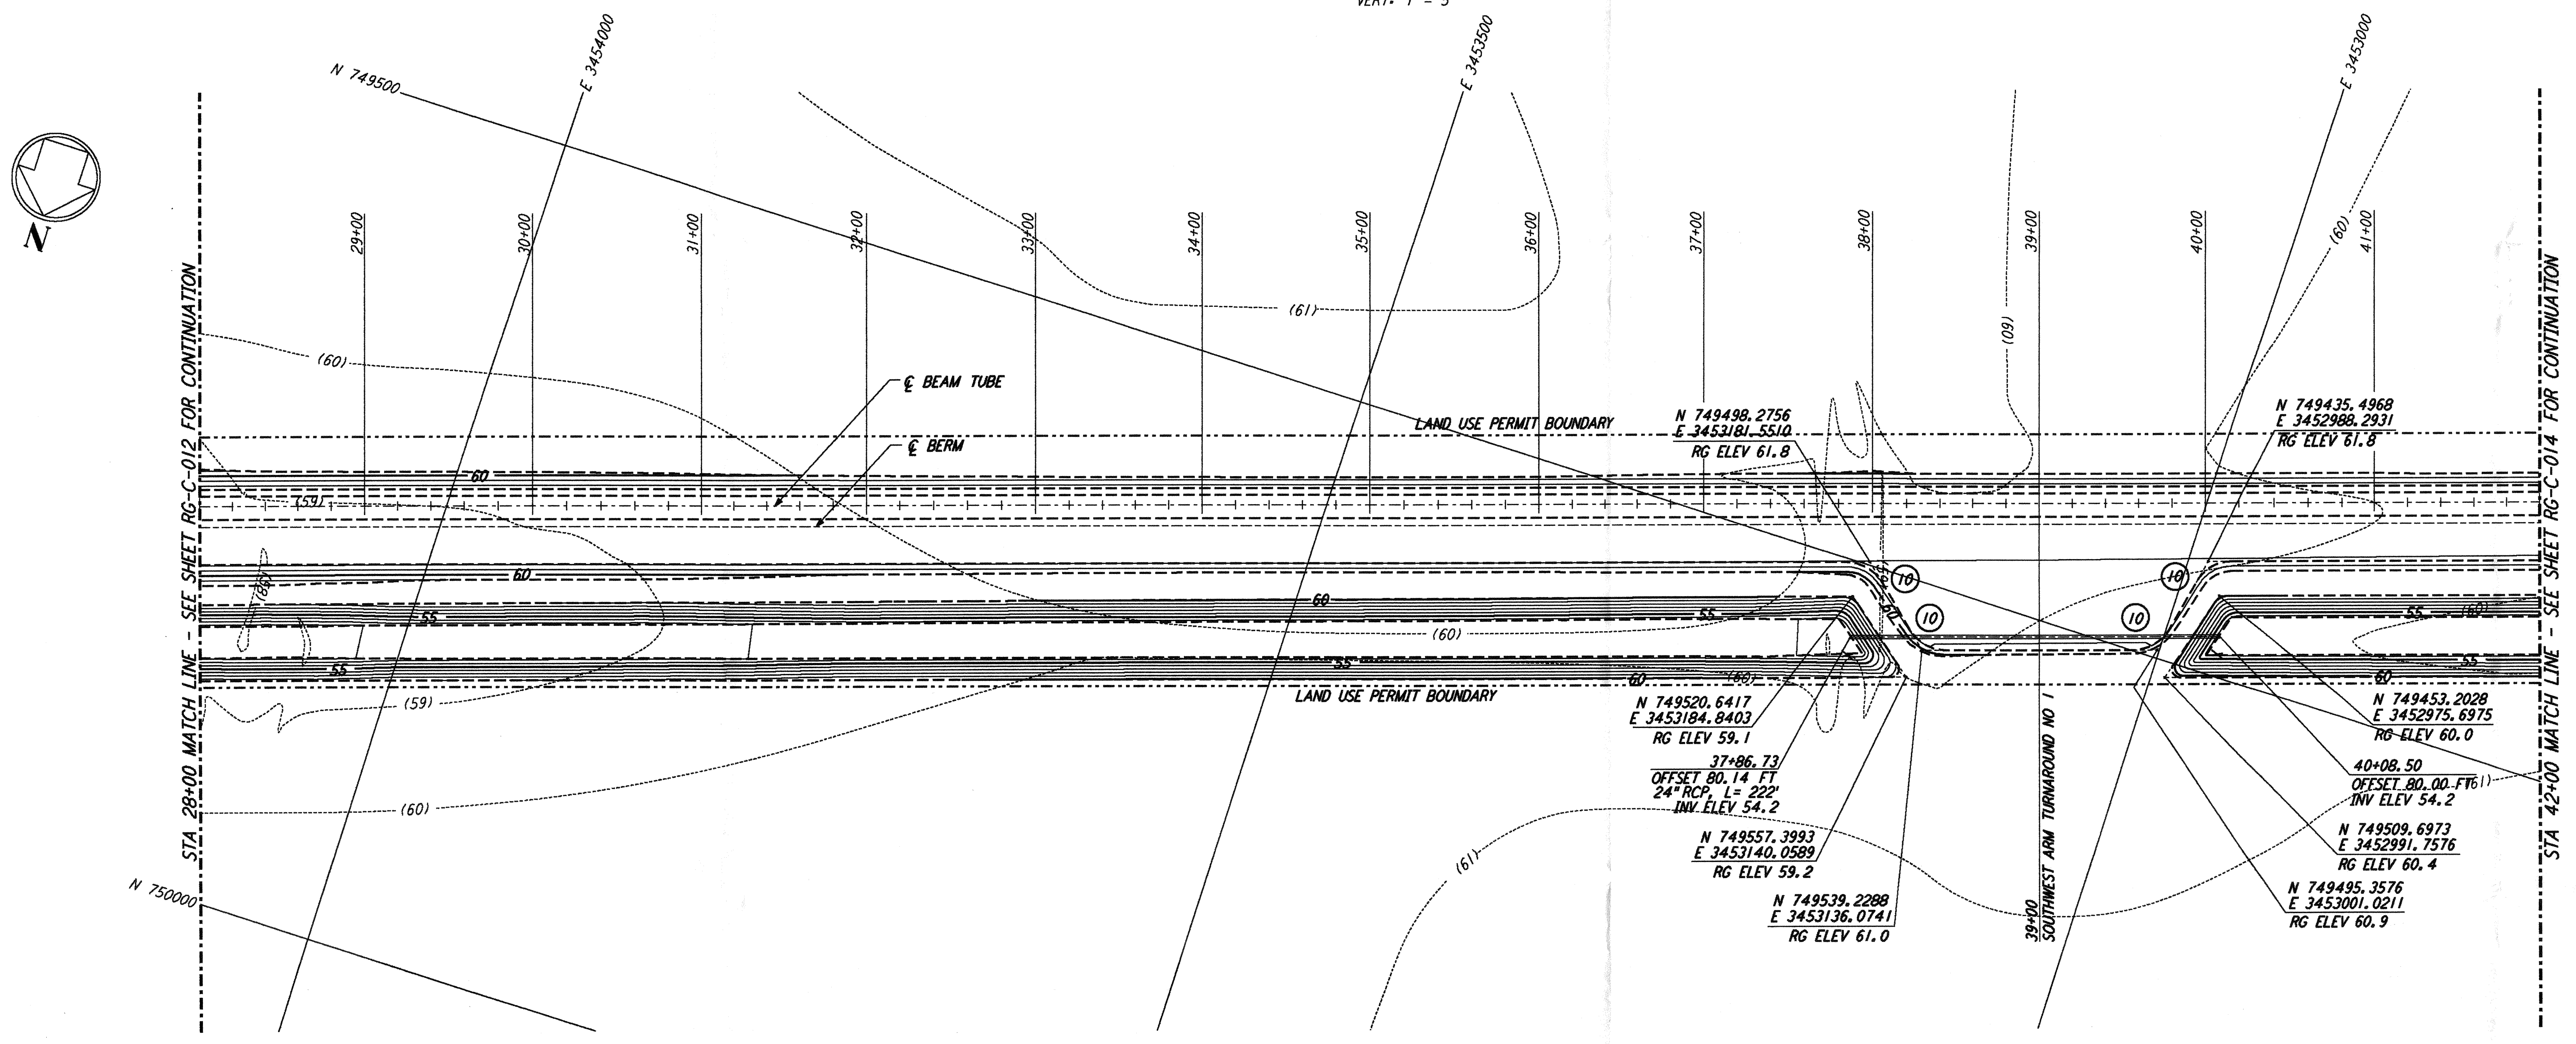 VERT. 1" = 5'
N 749500
E 3454000
E 3453500
E 3453000
N
29+00
30+00
31+00
32+00
33+00
34+00
35+00
36+00
37+00
38+00
39+00
40+00
41+00
(61)
(60)
(60)
(60)
STA 28+00 MATCH LINE - SEE SHEET RG-C-012 FOR CONTINUATION
STA 42+00 MATCH LINE - SEE SHEET RG-C-014 FOR CONTINUATION
℄ BEAM TUBE
℄ BERM
LAND USE PERMIT BOUNDARY
N 749498.2756
E 3453181.5510
RG ELEV 61.8
N 749435.4968
E 3452988.2931
RG ELEV 61.8
60
(59)
60
(58)
60
55
55
55
(60)
55
60
(60)
60
10
10
10
10
55
(60)
55
60
LAND USE PERMIT BOUNDARY
(59)
(60)
N 749520.6417
E 3453184.8403
RG ELEV 59.1
37+86.73
OFFSET 80.14 FT
24" RCP, L= 222'
INV ELEV 54.2
N 749557.3993
E 3453140.0589
RG ELEV 59.2
N 749539.2288
E 3453136.0741
RG ELEV 61.0
39+00
SOUTHWEST ARM TURNAROUND NO 1
N 749453.2028
E 3452975.6975
RG ELEV 60.0
40+08.50
OFFSET 80.00 FT
INV ELEV 54.2
(61)
N 749509.6973
E 3452991.7576
RG ELEV 60.4
N 749495.3576
E 3453001.0211
RG ELEV 60.9
(61)
N 750000